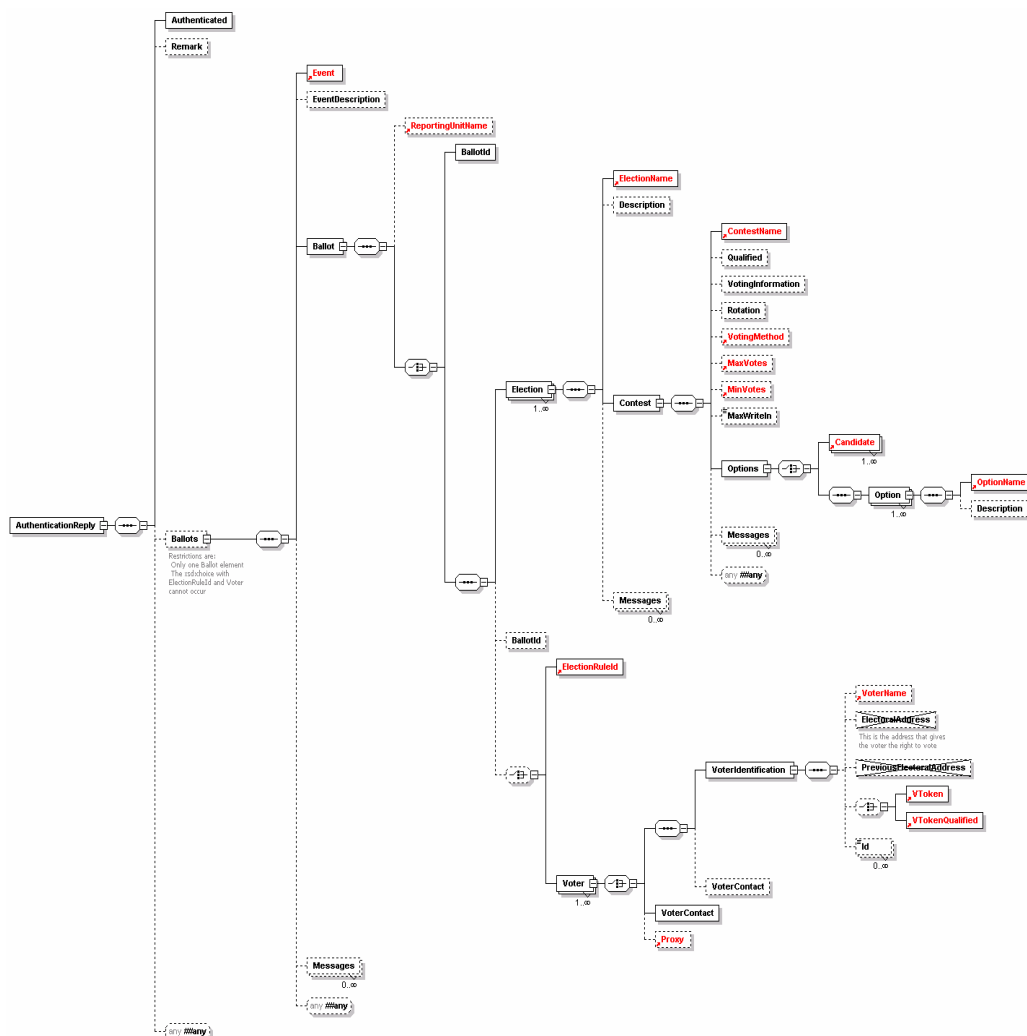 Authenticated
Remark
Event
EventDescription
ReportingUnitName
BallotId
ElectionName
Description
ContestName
Ballot
Qualified
VotingInformation
Rotation
VotingMethod
MaxVotes
Election
1..∞
MinVotes
Contest
MaxWriteIn
Candidate
1..∞
Options
OptionName
Option
1..∞
Description
AuthenticationReply
Ballots
Restrictions are:
Only one Ballot element
The xsd:choice with
ElectionRuleId and Voter
cannot occur
Messages
0..∞
any ##any
Messages
0..∞
BallotId
ElectionRuleId
VoterName
ElectoralAddress
This is the address that gives
the voter the right to vote
VoterIdentification
PreviousElectoralAddress
VToken
VTokenQualified
Id
0..∞
Voter
1..∞
VoterContact
VoterContact
Proxy
Messages
0..∞
any ##any
any ##any